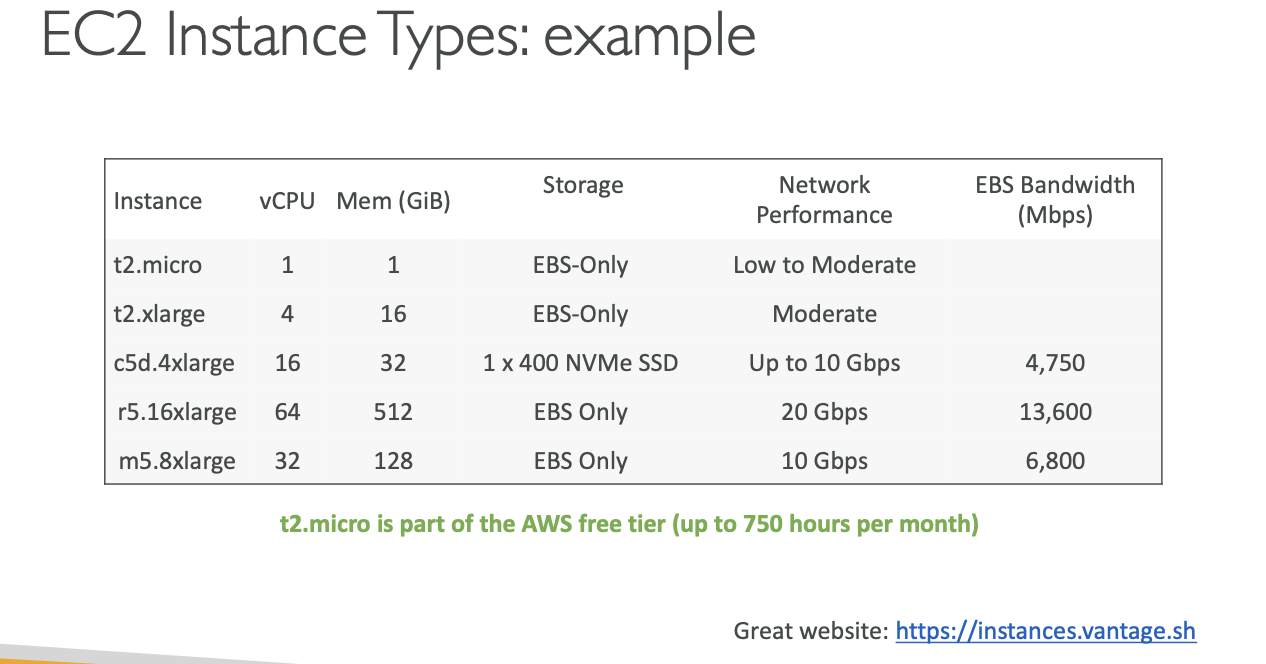 EC2 Instance Types: example
Instance vCPU Mem (GiB) Storage Network Performance EBS Bandwidth (Mbps)
t2.micro 1 1 EBS-Only Low to Moderate
t2.xlarge 4 16 EBS-Only Moderate
c5d.4xlarge 16 32 1 x 400 NVMe SSD Up to 10 Gbps 4,750
r5.16xlarge 64 512 EBS Only 20 Gbps 13,600
m5.8xlarge 32 128 EBS Only 10 Gbps 6,800
t2.micro is part of the AWS free tier (up to 750 hours per month)
Great website: https://instances.vantage.sh